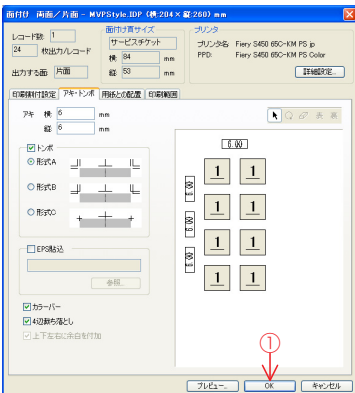 面付け 両面／片面 - MVPStyle.IDP (横:204× 縦:260) mm
レコード数 1
24 枚出力/レコード
出力する面 片面
面付け頁サイズ
サービスチケット
横 84 mm
縦 53 mm
プリンタ
プリンタ名 Fiery S450 65C-KM PS jp
PPD: Fiery S450 65C-KM PS Color
詳細設定...
印刷割付設定 アキ・トンボ 用紙との配置 印刷範囲
アキ 横 6 mm
縦 6 mm
トンボ
形式A
形式B
形式C
EPS貼込
参照...
カラーバー
4辺断ち落とし
上下左右に余白を付加
表 裏
6.00
1 1
6.00
1 1
6.00
1 1
6.00
1 1
①
プレビュー... OK キャンセル